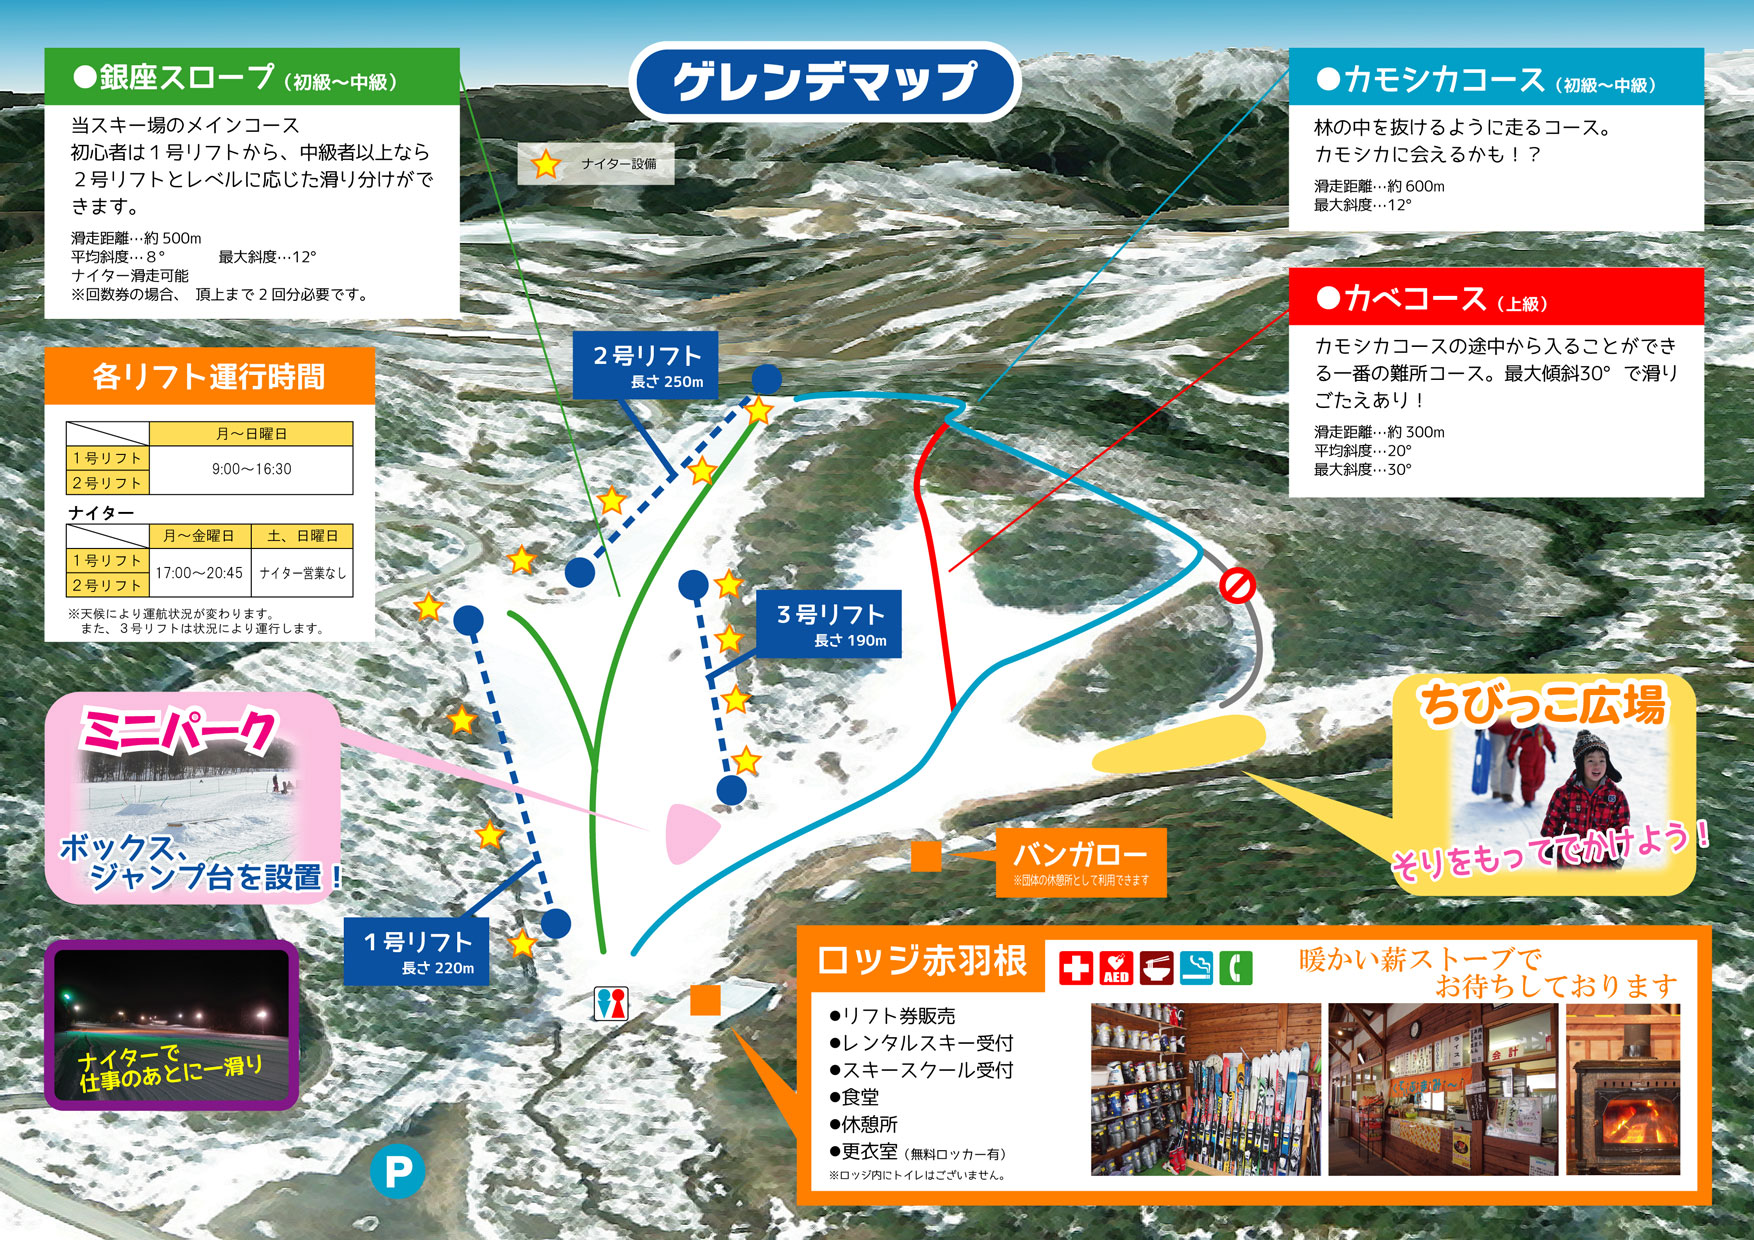 ゲレンデマップ
●銀座スロープ（初級～中級）
当スキー場のメインコース
初心者は１号リフトから、中級者以上なら
２号リフトとレベルに応じた滑り分けがで
きます。
滑走距離…約 500m
平均斜度…８° 最大斜度…12°
ナイター滑走可能
※回数券の場合、 頂上まで２回分必要です。
ナイター設備
●カモシカコース（初級～中級）
林の中を抜けるように走るコース。
カモシカに会えるかも！？
滑走距離…約 600m
最大斜度…12°
●カベコース（上級）
カモシカコースの途中から入ることができ
る一番の難所コース。最大傾斜30° で滑り
ごたえあり！
滑走距離…約 300m
平均斜度…20°
最大斜度…30°
各リフト運行時間
月～日曜日
１号リフト
２号リフト
9:00～16:30
ナイター
月～金曜日 土、日曜日
１号リフト
２号リフト
17:00～20:45 ナイター営業なし
※天候により運航状況が変わります。
また、３号リフトは状況により運行します。
２号リフト
長さ 250m
３号リフト
長さ 190m
１号リフト
長さ 220m
ミニパーク
ボックス、
ジャンプ台を設置！
ちびっこ広場
そりをもってでかけよう！
バンガロー
※団体の休憩所として利用できます
ナイターで
仕事のあとに一滑り
P
ロッジ赤羽根
AED
暖かい薪ストーブで
お待ちしております
●リフト券販売
●レンタルスキー受付
●スキースクール受付
●食堂
●休憩所
●更衣室（無料ロッカー有）
※ロッジ内にトイレはございません。
会計